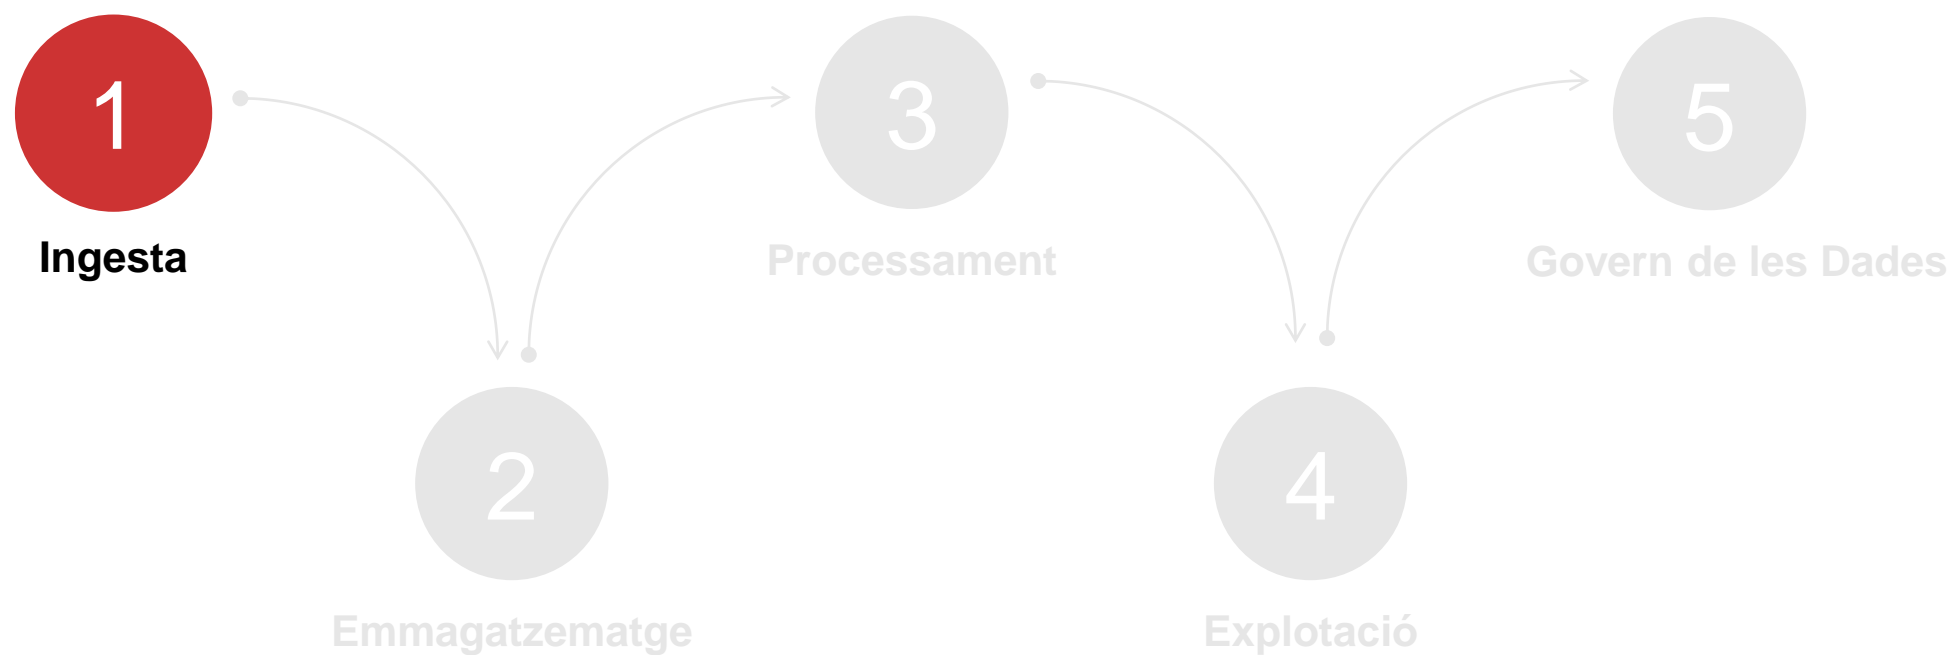 1
Ingesta
2
Emmagatzematge
3
Processament
4
Explotació
5
Govern de les Dades